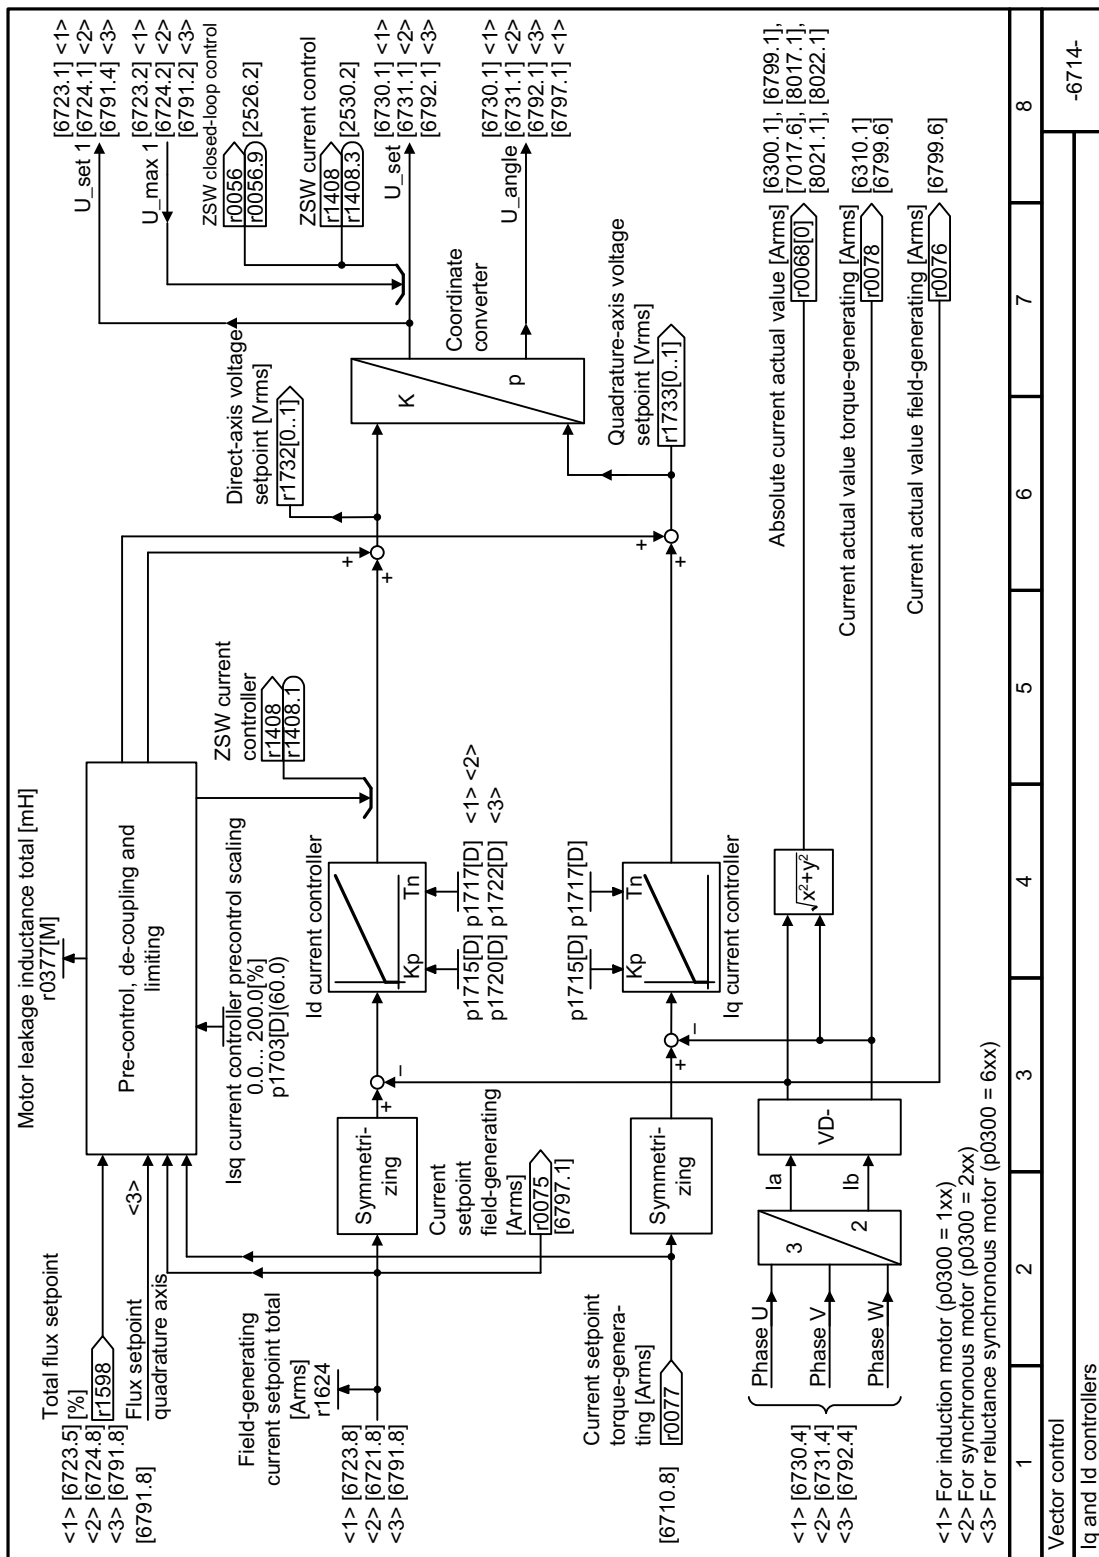 Total flux setpoint
[%]
<1> [6723.5]
<2> [6724.8]
<3> [6791.8]
r1598
[6791.8]
Flux setpoint
quadrature axis
<3>
Motor leakage inductance total [mH]
r0377[M]
Pre-control, de-coupling and
limiting
Isq current controller precontrol scaling
0.0... 200.0[%]
p1703[D](60.0)
U_set 1
[6723.1] <1>
[6724.1] <2>
[6791.4] <3>
U_max 1
[6723.2] <1>
[6724.2] <2>
[6791.2] <3>
ZSW closed-loop control
r0056
r0056.9
[2526.2]
ZSW current control
r1408
r1408.3
[2530.2]
U_set
[6730.1] <1>
[6731.1] <2>
[6792.1] <3>
U_angle
[6730.1] <1>
[6731.1] <2>
[6792.1] <3>
[6797.1] <1>
Field-generating
current setpoint total
[Arms]
r1624
<1> [6723.8]
<2> [6721.8]
<3> [6791.8]
Symmetri-
zing
Current
setpoint
field-generating
[Arms]
r0075
[6797.1]
+
–
Id current controller
Kp
Tn
p1715[D] p1717[D] <1> <2>
p1720[D] p1722[D] <3>
ZSW current
controller
r1408
r1408.1
+
+
Direct-axis voltage
setpoint [Vrms]
r1732[0..1]
K
p
Coordinate
converter
Quadrature-axis voltage
setpoint [Vrms]
r1733[0..1]
Current setpoint
torque-genera-
ting [Arms]
r0077
[6710.8]
Symmetri-
zing
+
–
p1715[D] p1717[D]
Kp
Tn
Iq current controller
+
+
Phase U
Phase V
Phase W
<1> [6730.4]
<2> [6731.4]
<3> [6792.4]
3
2
Ia
Ib
VD-
√x²+y²
Absolute current actual value [Arms]
r0068[0]
[6300.1], [6799.1],
[7017.6], [8017.1],
[8021.1], [8022.1]
Current actual value torque-generating [Arms]
r0078
[6310.1]
[6799.6]
Current actual value field-generating [Arms]
r0076
[6799.6]
<1> For induction motor (p0300 = 1xx)
<2> For synchronous motor (p0300 = 2xx)
<3> For reluctance synchronous motor (p0300 = 6xx)
1
2
3
4
5
6
7
8
Vector control
Iq and Id controllers
-6714-